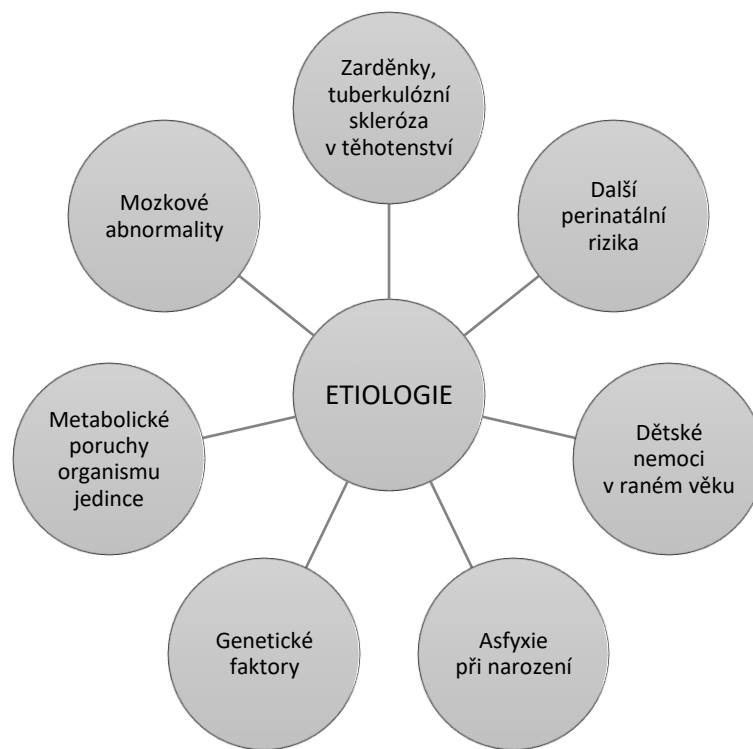 Zarděnky,
tuberkulózní
skleróza
v těhotenství
Další
perinatální
rizika
Dětské
nemoci
v raném věku
Asfyxie
při narození
Genetické
faktory
Metabolické
poruchy
organismu
jedince
Mozkové
abnormality
ETIOLOGIE